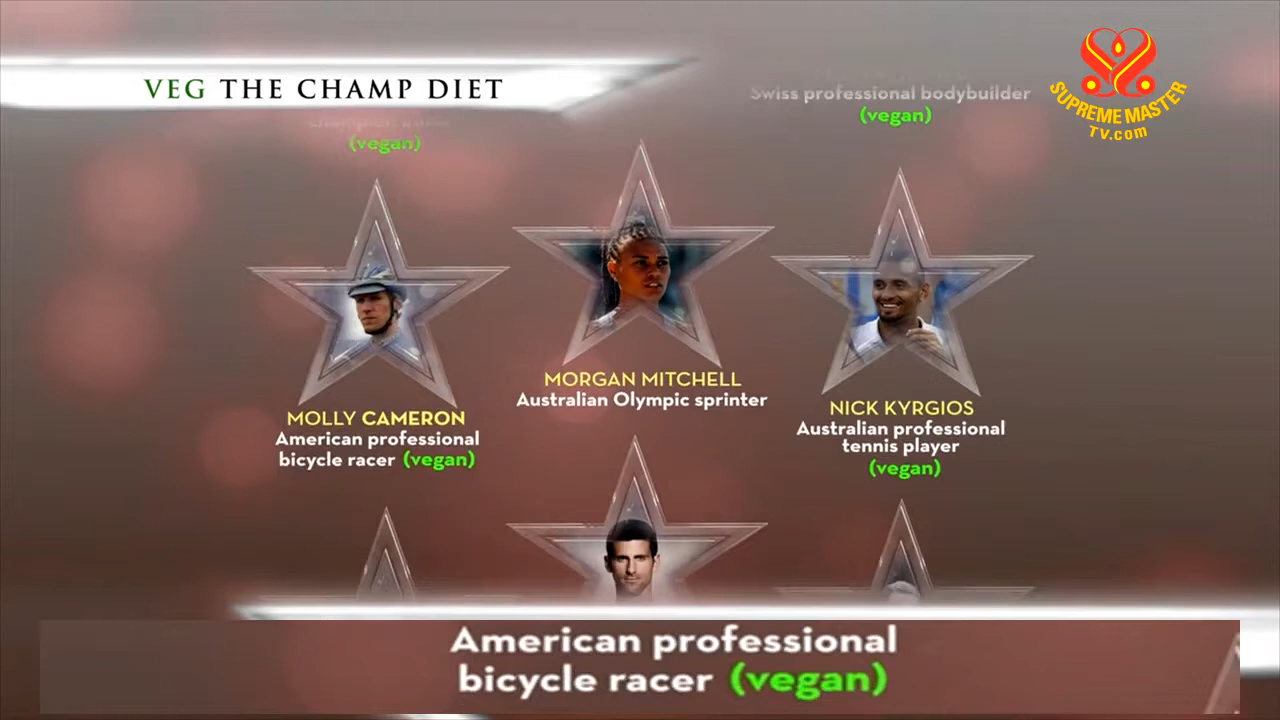 VEG THE CHAMP DIET
Swiss professional bodybuilder
(vegan)
SUPREME MASTER
TV.com
(vegan)
MOLLY CAMERON
American professional
bicycle racer (vegan)
MORGAN MITCHELL
Australian Olympic sprinter
NICK KYRGIOS
Australian professional
tennis player
(vegan)
American professional
bicycle racer (vegan)